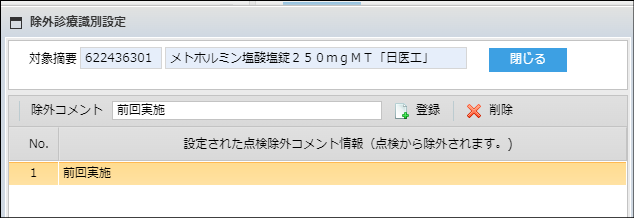 除外診療識別設定
対象摘要 622436301 メトホルミン塩酸塩錠２５０ｍｇＭＴ「日医工」 閉じる
除外コメント 前回実施 登録 削除
No. 設定された点検除外コメント情報（点検から除外されます。)
1 前回実施